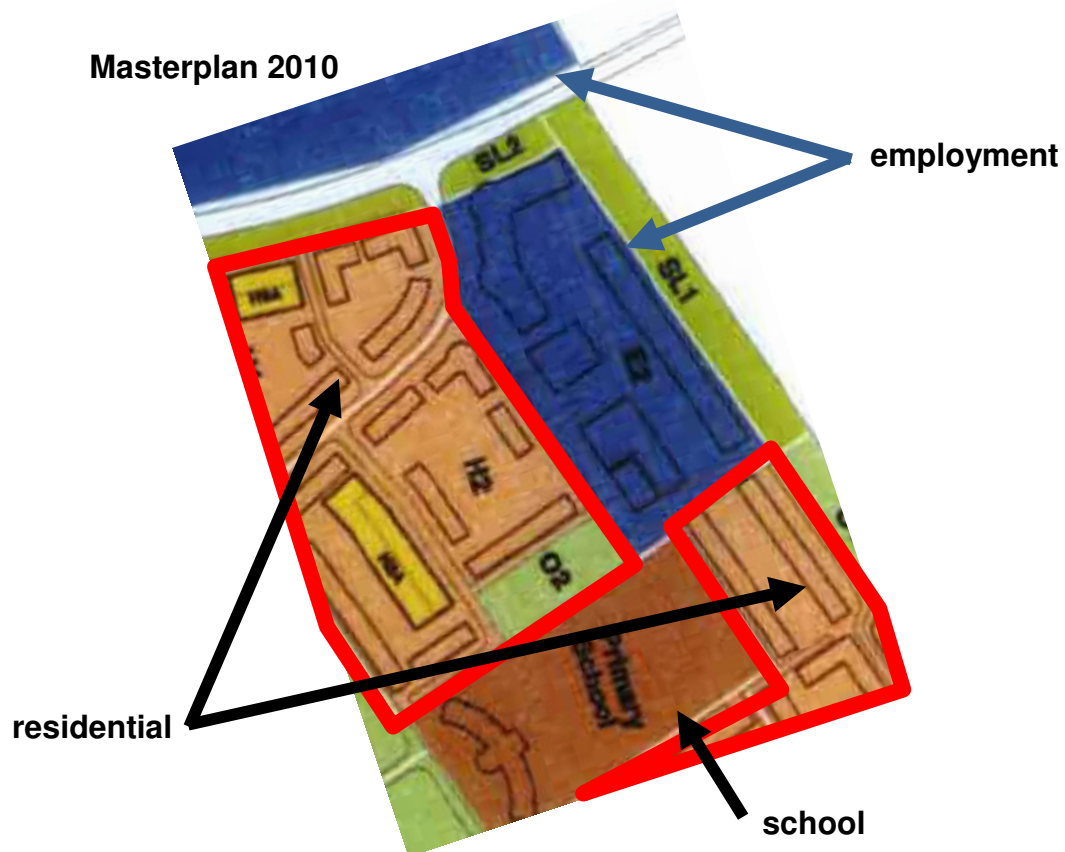 Masterplan 2010
employment
SL2
SL1
E2
H2
O2
Primary
School
residential
school